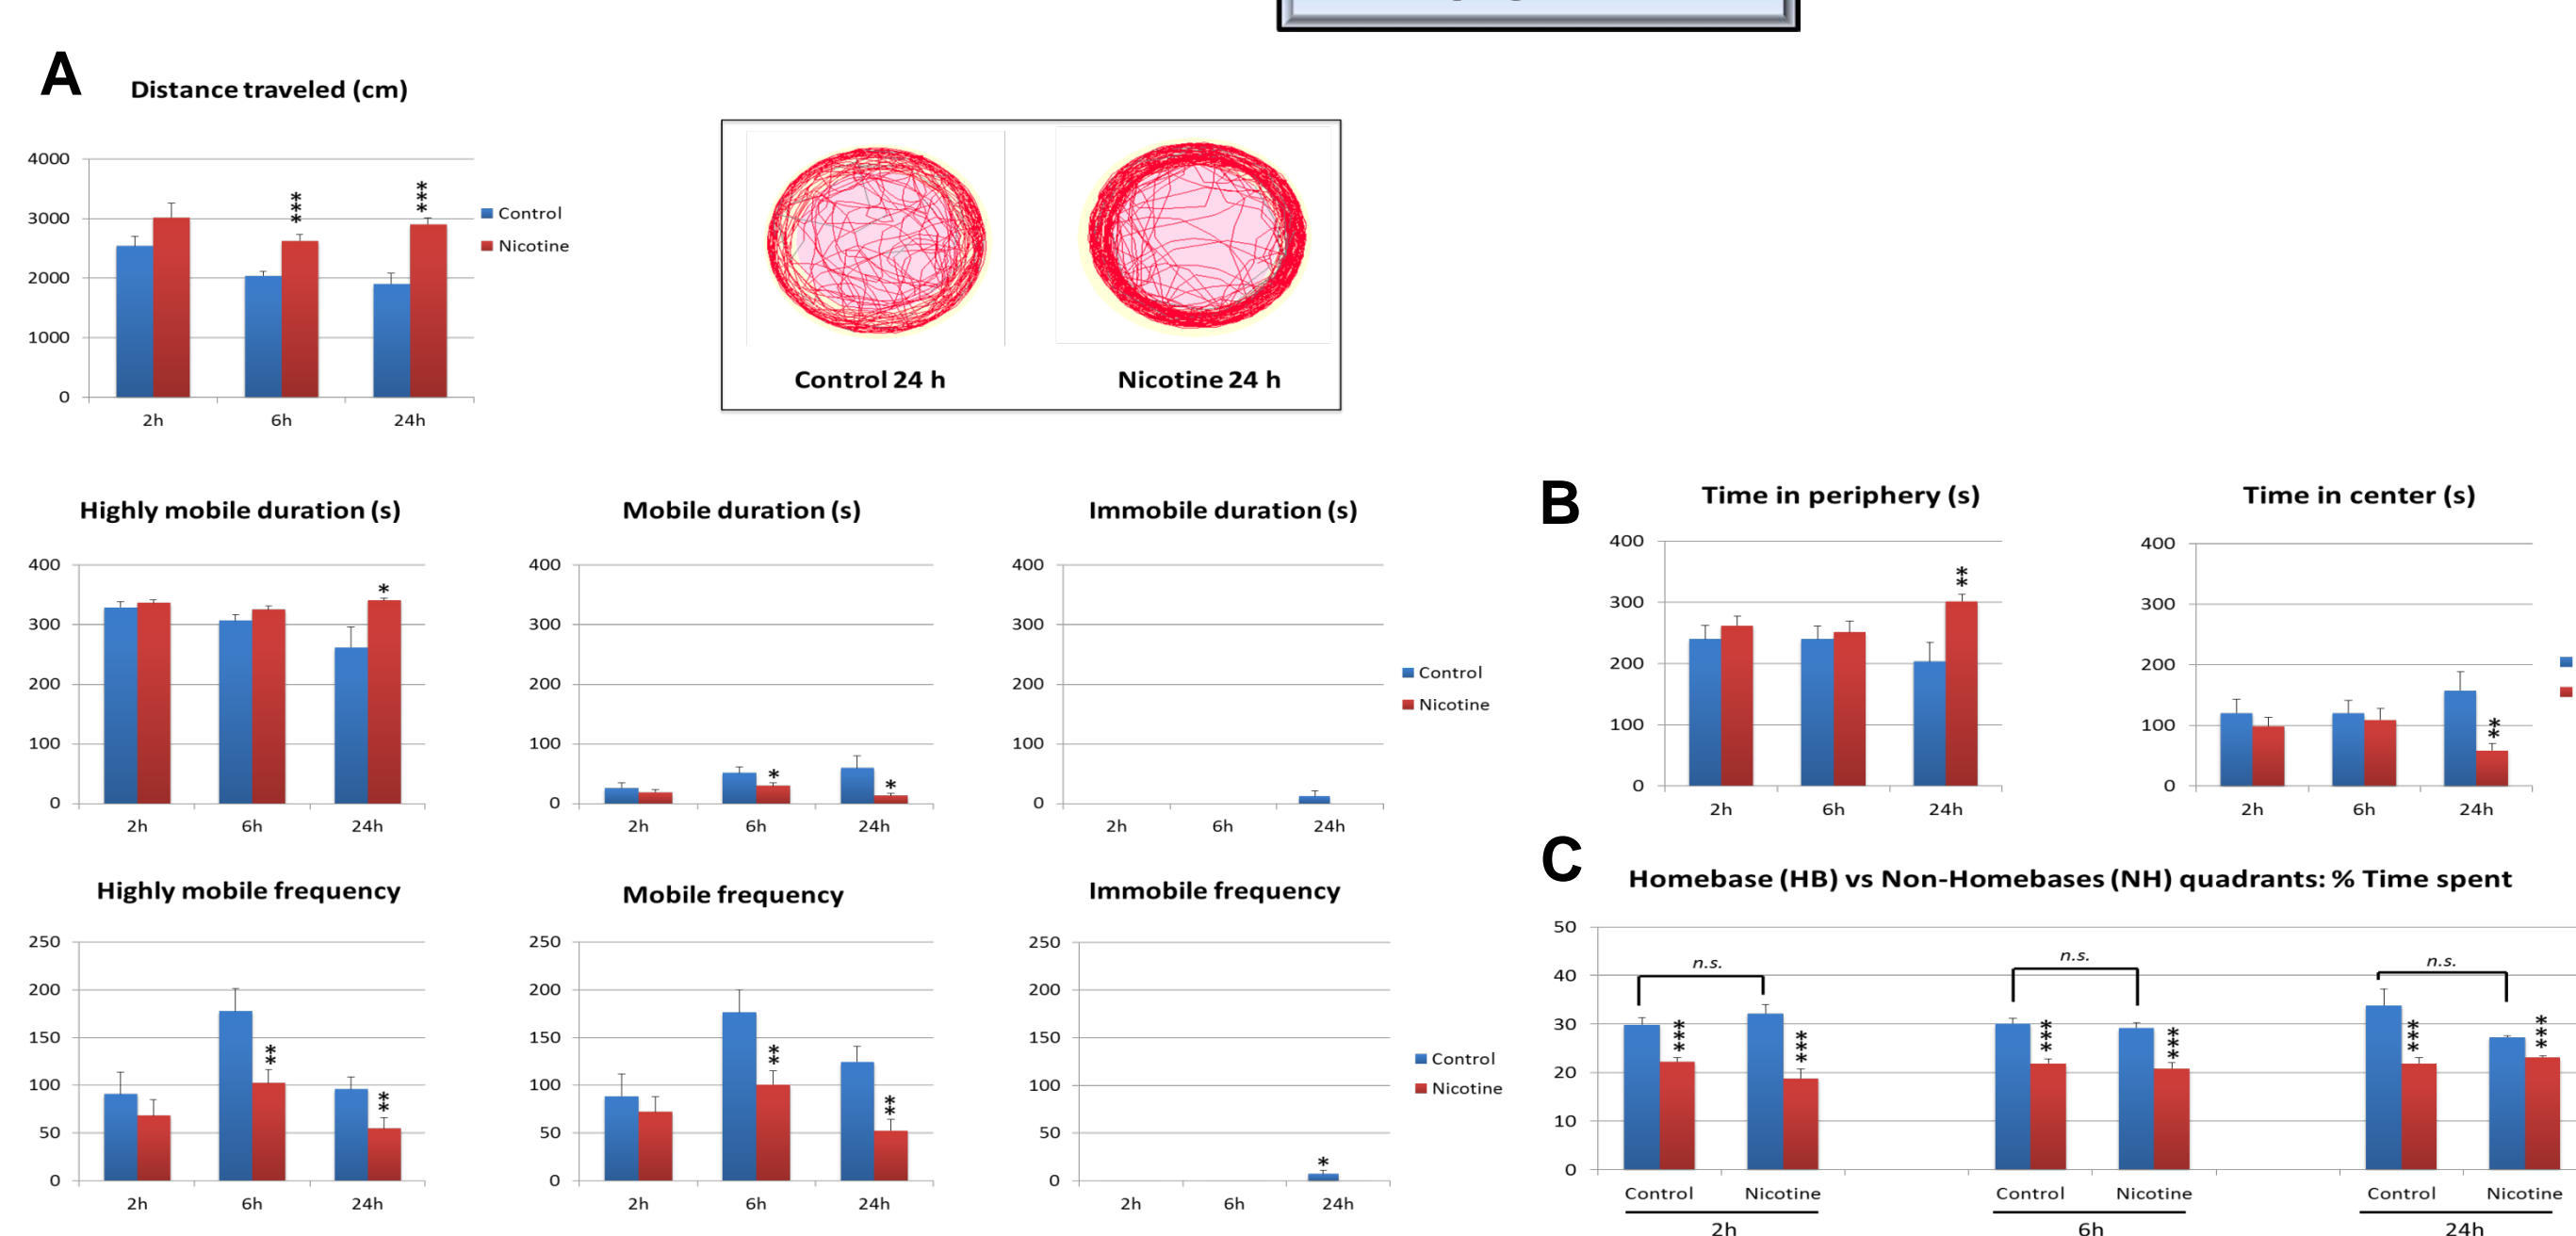 A
Distance traveled (cm)
4000
3000
2000
1000
0
***
***
2h 6h 24h
Control
Nicotine
Control 24 h
Nicotine 24 h
Highly mobile duration (s)
400
300
200
100
0
*
2h 6h 24h
Mobile duration (s)
400
300
200
100
0
*
*
2h 6h 24h
Immobile duration (s)
400
300
200
100
0
2h 6h 24h
Control
Nicotine
Highly mobile frequency
250
200
150
100
50
0
**
**
2h 6h 24h
Mobile frequency
250
200
150
100
50
0
**
**
2h 6h 24h
Immobile frequency
250
200
150
100
50
0
*
2h 6h 24h
Control
Nicotine
B
Time in periphery (s)
400
300
200
100
0
**
2h 6h 24h
Time in center (s)
400
300
200
100
0
**
2h 6h 24h
C
Homebase (HB) vs Non-Homebases (NH) quadrants: % Time spent
50
40
30
20
10
0
n.s. n.s. n.s.
*** *** *** *** *** ***
Control Nicotine Control Nicotine Control Nicotine
2h 6h 24h